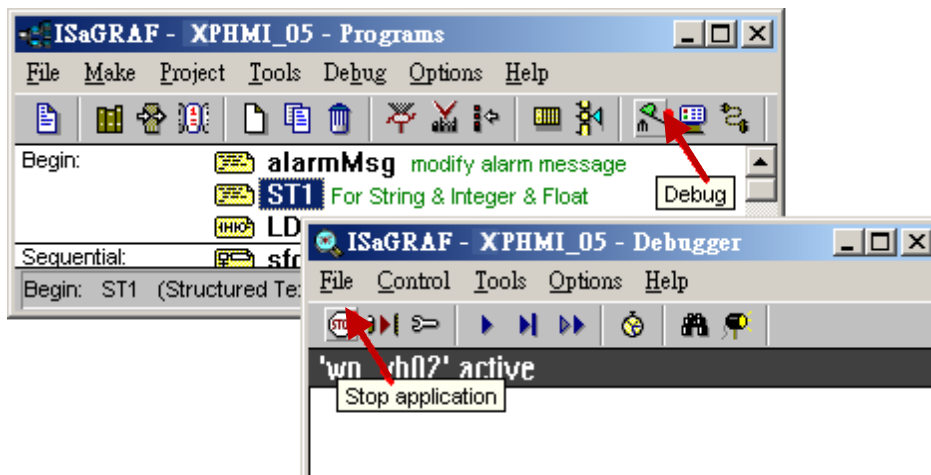 ISaGRAF - XPHMI_05 - Programs
File Make Project Tools Debug Options Help
Begin: alarmMsg modify alarm message
ST1 For String & Integer & Float
Debug
LD
Sequential: sfc
Begin: ST1 (Structured Te
ISaGRAF - XPHMI_05 - Debugger
File Control Tools Options Help
STOP
active
Stop application